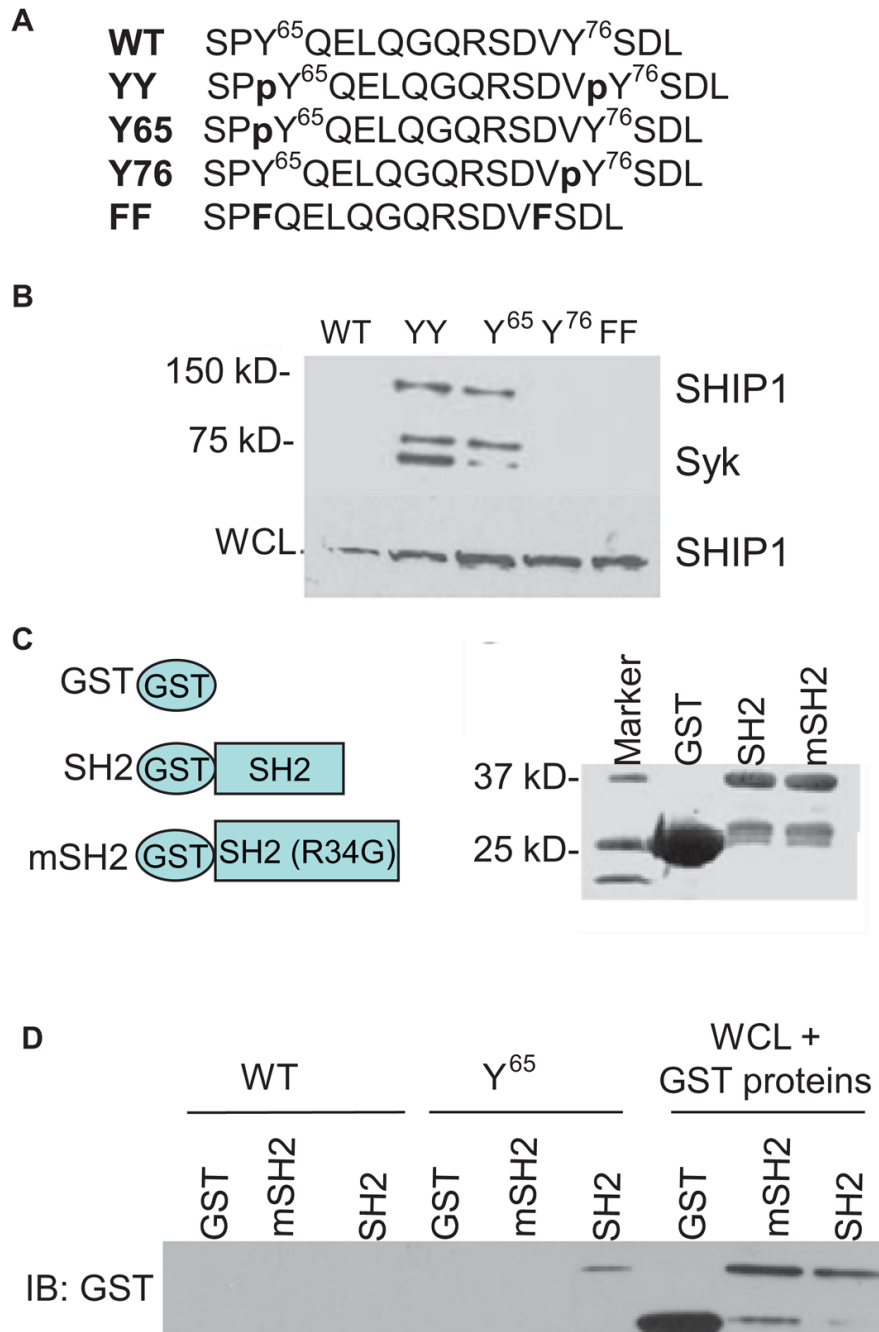 A
WT SPY⁶⁵QELQGQRSDVY⁷⁶SDL
YY SPpY⁶⁵QELQGQRSDVpY⁷⁶SDL
Y65 SPpY⁶⁵QELQGQRSDVY⁷⁶SDL
Y76 SPY⁶⁵QELQGQRSDVpY⁷⁶SDL
FF SPFQELQGQRSDVFSDL
B
WT YY Y⁶⁵ Y⁷⁶ FF
150 kD- SHIP1
75 kD- Syk
WCL. SHIP1
C
GST GST
SH2 GST SH2
mSH2 GST SH2 (R34G)
Marker GST SH2 mSH2
37 kD-
25 kD-
D
WT Y⁶⁵ WCL +
GST proteins
GST mSH2 SH2 GST mSH2 SH2 GST mSH2 SH2
IB: GST